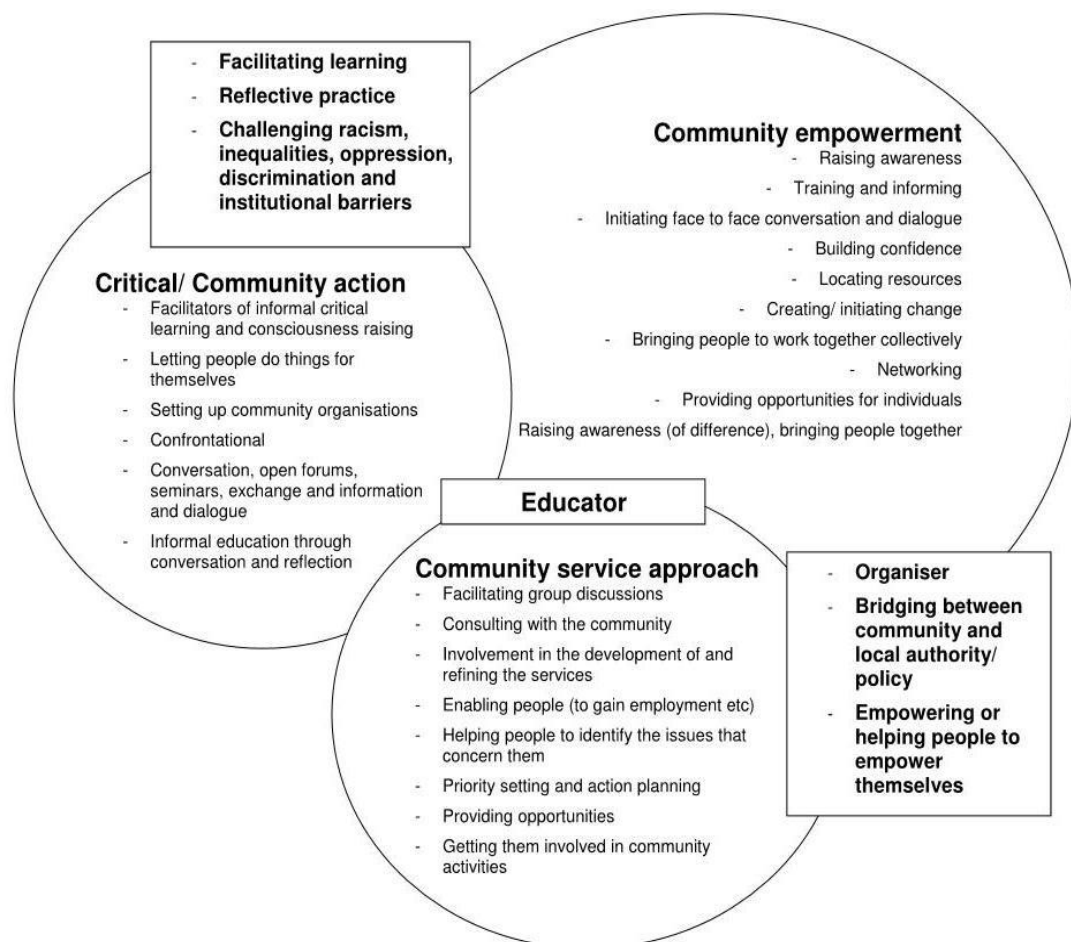 - Facilitating learning
- Reflective practice
- Challenging racism,
inequalities, oppression,
discrimination and
institutional barriers
Critical/ Community action
- Facilitators of informal critical
learning and consciousness raising
- Letting people do things for
themselves
- Setting up community organisations
- Confrontational
- Conversation, open forums,
seminars, exchange and information
and dialogue
- Informal education through
conversation and reflection
Community empowerment
- Raising awareness
- Training and informing
- Initiating face to face conversation and dialogue
- Building confidence
- Locating resources
- Creating/ initiating change
- Bringing people to work together collectively
- Networking
- Providing opportunities for individuals
Raising awareness (of difference), bringing people together
Educator
Community service approach
- Facilitating group discussions
- Consulting with the community
- Involvement in the development of and
refining the services
- Enabling people (to gain employment etc)
- Helping people to identify the issues that
concern them
- Priority setting and action planning
- Providing opportunities
- Getting them involved in community
activities
- Organiser
- Bridging between
community and
local authority/
policy
- Empowering or
helping people to
empower
themselves